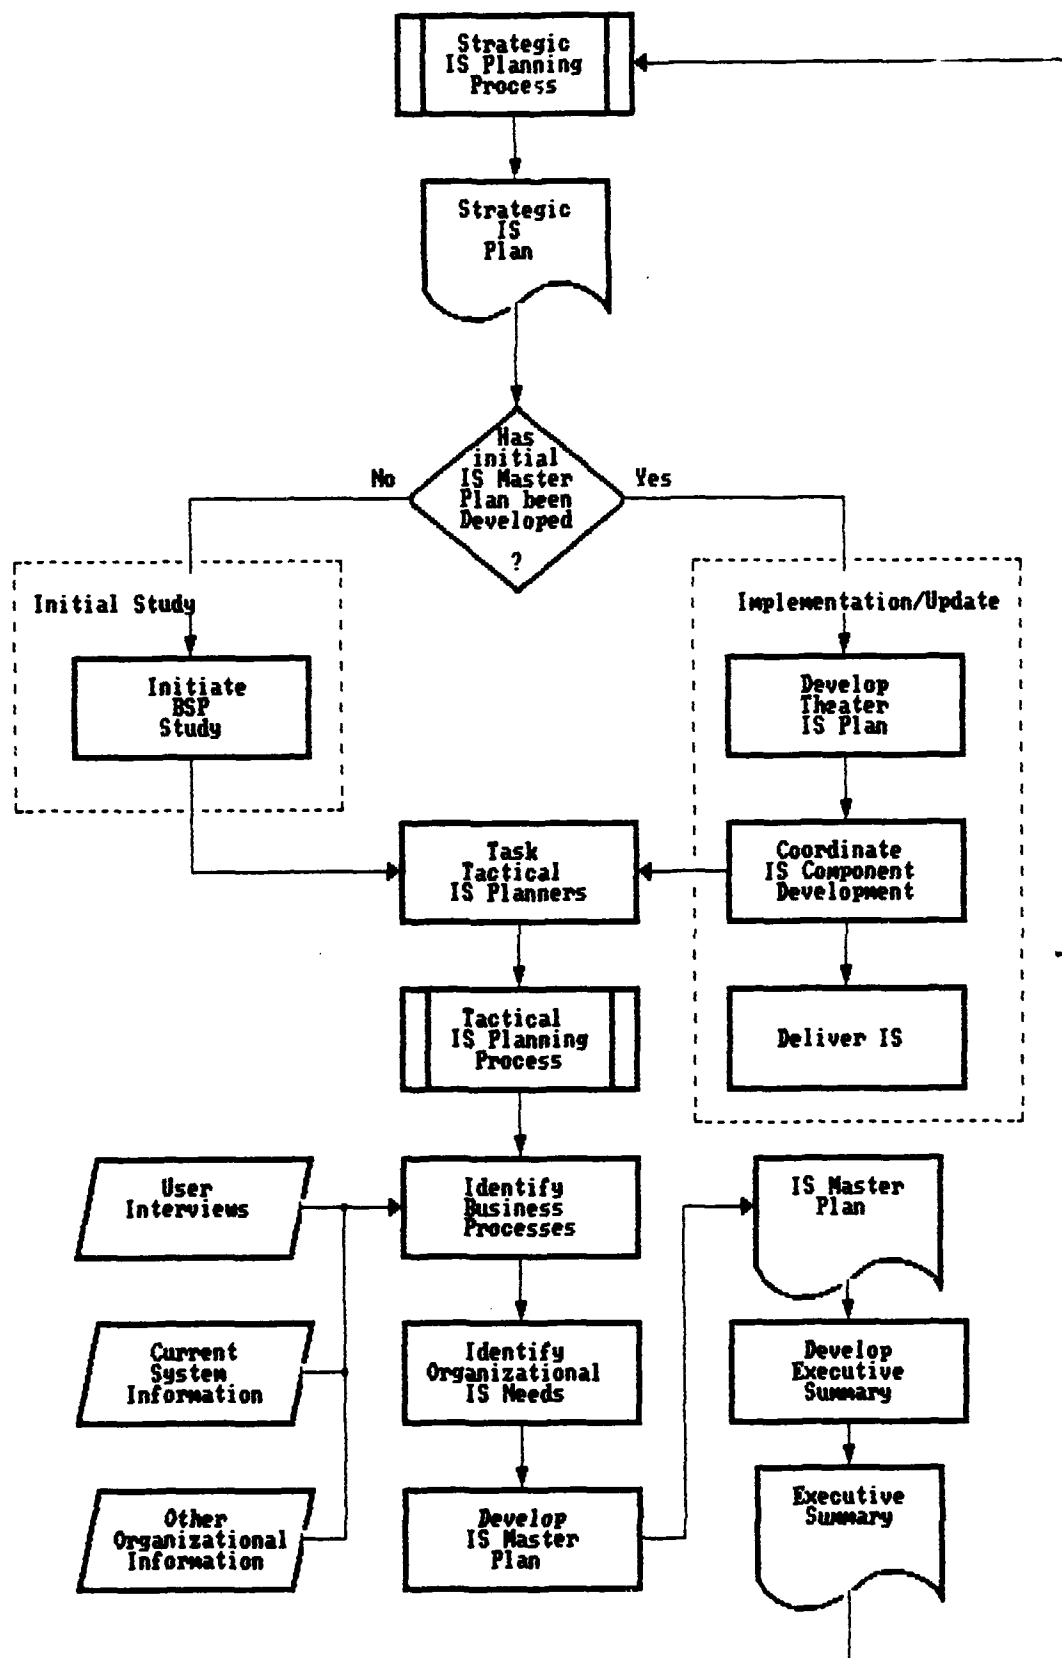 Strategic
IS Planning
Process
Strategic
IS
Plan
Has
initial
IS Master
Plan been
Developed
?
No
Yes
Initial Study
Implementation/Update
Initiate
BSP
Study
Develop
Theater
IS Plan
Task
Tactical
IS Planners
Coordinate
IS Component
Development
Tactical
IS Planning
Process
Deliver IS
User
Interviews
Identify
Business
Processes
IS Master
Plan
Current
System
Information
Identify
Organizational
IS Needs
Develop
Executive
Summary
Other
Organizational
Information
Develop
IS Master
Plan
Executive
Summary